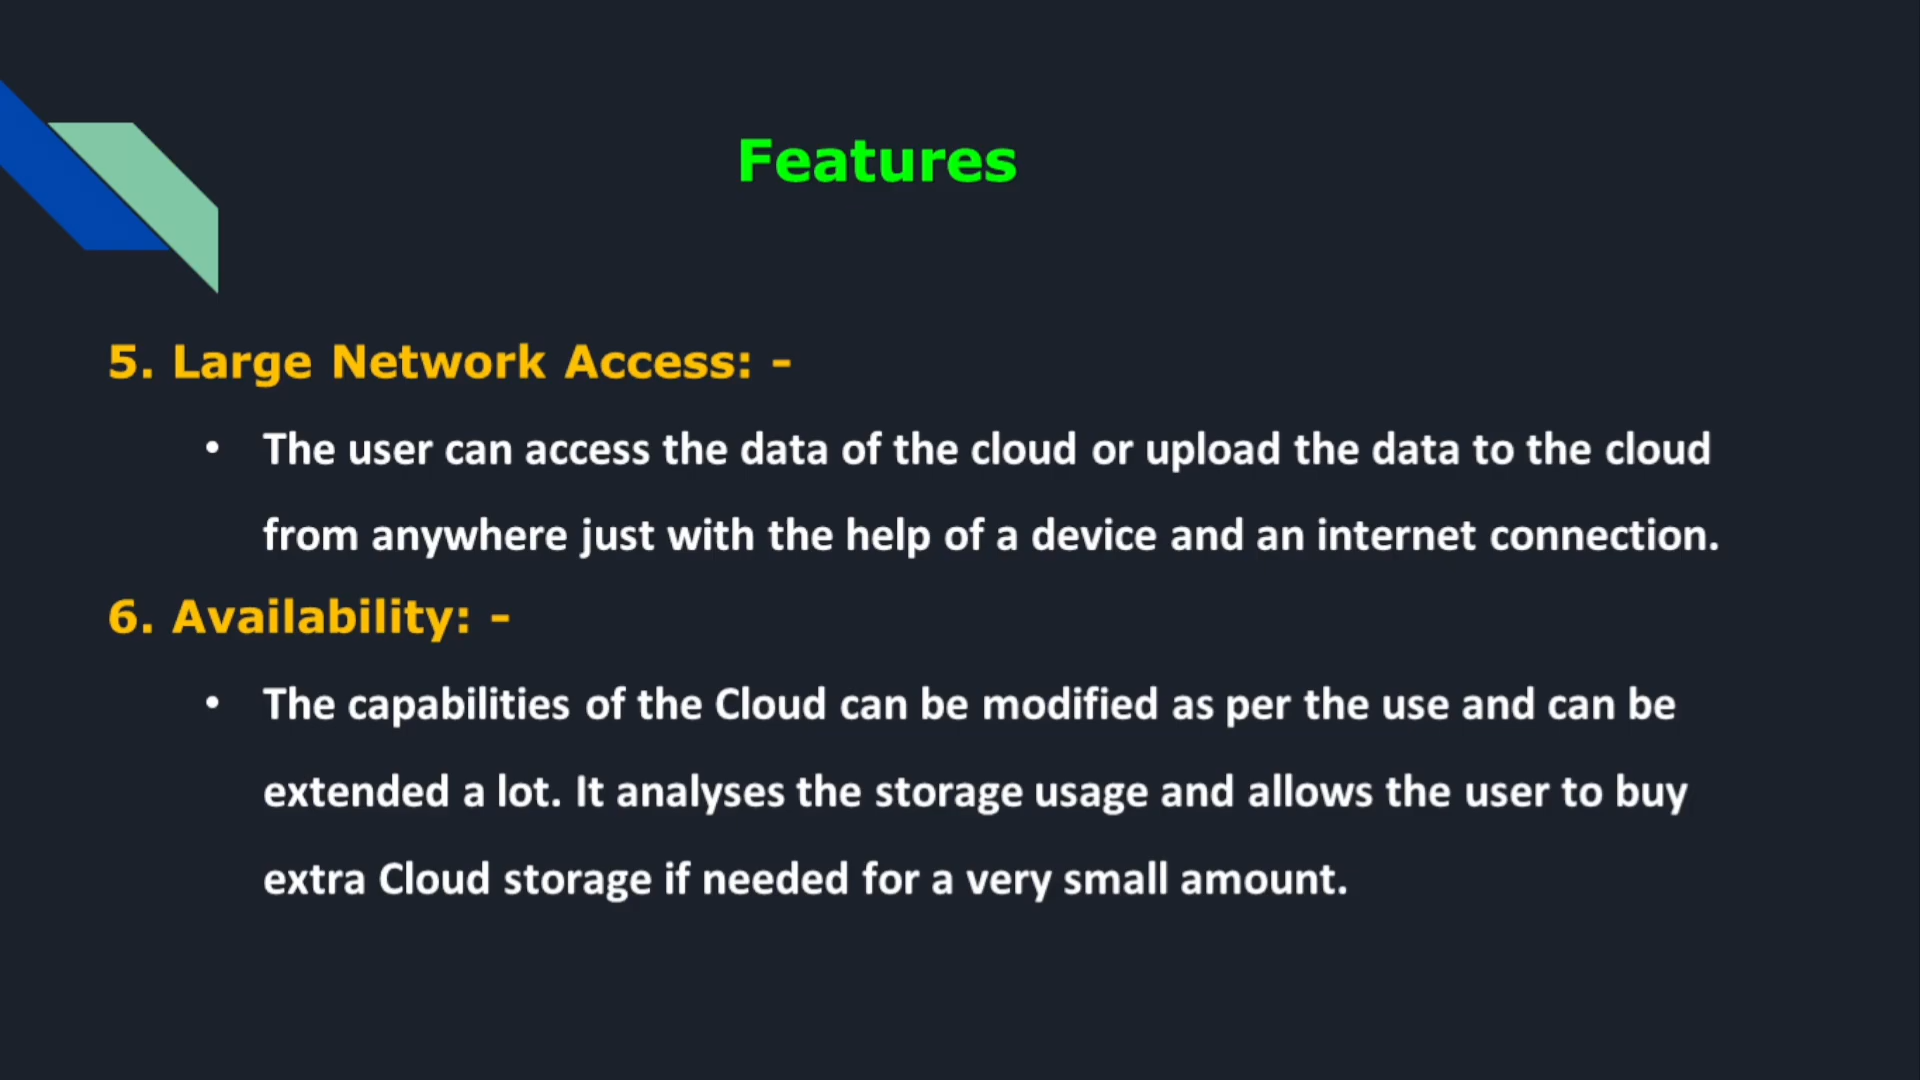 Features
5. Large Network Access: -
• The user can access the data of the cloud or upload the data to the cloud
from anywhere just with the help of a device and an internet connection.
6. Availability: -
• The capabilities of the Cloud can be modified as per the use and can be
extended a lot. It analyses the storage usage and allows the user to buy
extra Cloud storage if needed for a very small amount.